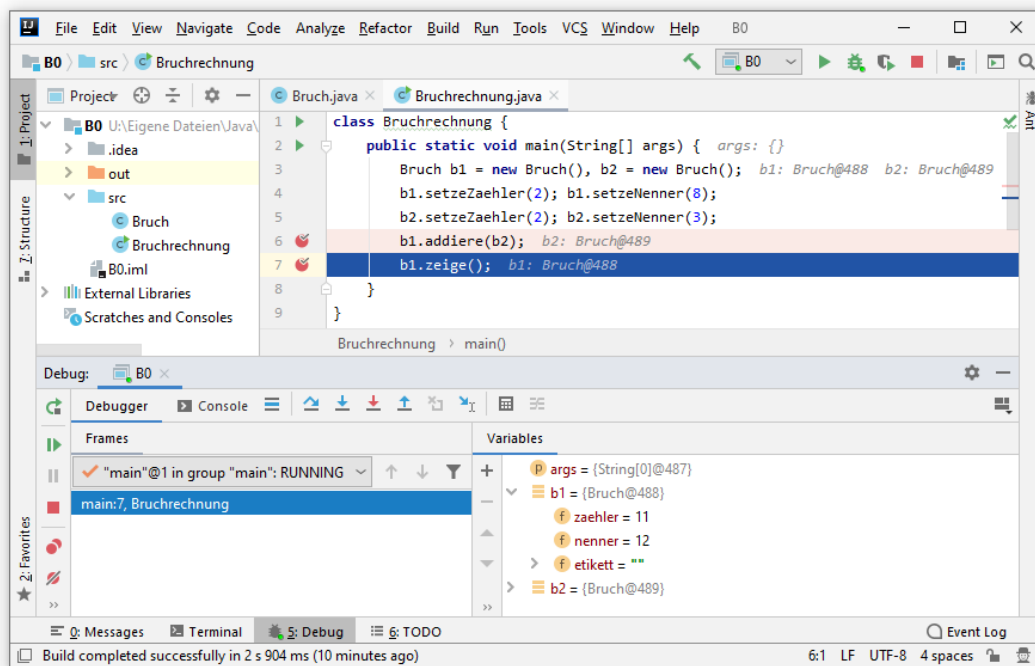 File Edit View Navigate Code Analyze Refactor Build Run Tools VCS Window Help B0
B0 src Bruchrechnung B0
1: Project
Project
B0 U:\Eigene Dateien\Java\
.idea
out
src
Bruch
Bruchrechnung
B0.iml
External Libraries
Scratches and Consoles
Z: Structure
2: Favorites
Bruch.java Bruchrechnung.java
Ant
1 class Bruchrechnung {
2 public static void main(String[] args) { args: {}
3 Bruch b1 = new Bruch(), b2 = new Bruch(); b1: Bruch@488 b2: Bruch@489
4 b1.setzeZaehler(2); b1.setzeNenner(8);
5 b2.setzeZaehler(2); b2.setzeNenner(3);
6 b1.addiere(b2); b2: Bruch@489
7 b1.zeige(); b1: Bruch@488
8 }
9 }
Bruchrechnung main()
Debug: B0
Debugger Console
Frames
"main"@1 in group "main": RUNNING
main:7, Bruchrechnung
Variables
args = {String[0]@487}
b1 = {Bruch@488}
zaehler = 11
nenner = 12
etikett = ""
b2 = {Bruch@489}
0: Messages Terminal 5: Debug 6: TODO Event Log
Build completed successfully in 2 s 904 ms (10 minutes ago) 6:1 LF UTF-8 4 spaces